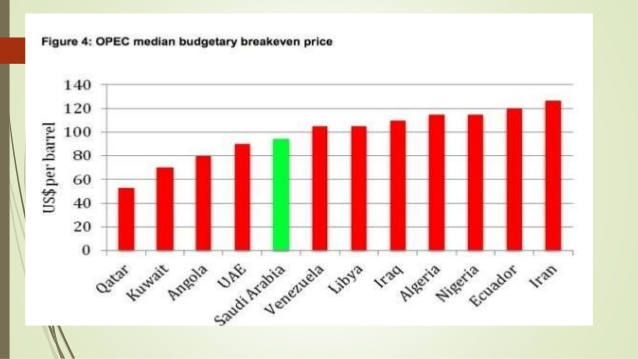 Figure 4: OPEC median budgetary breakeven price
US$ per barrel
140
120
100
80
60
40
20
0
Qatar
Kuwait
Angola
UAE
Saudi Arabia
Venezuela
Libya
Iraq
Algeria
Nigeria
Ecuador
Iran